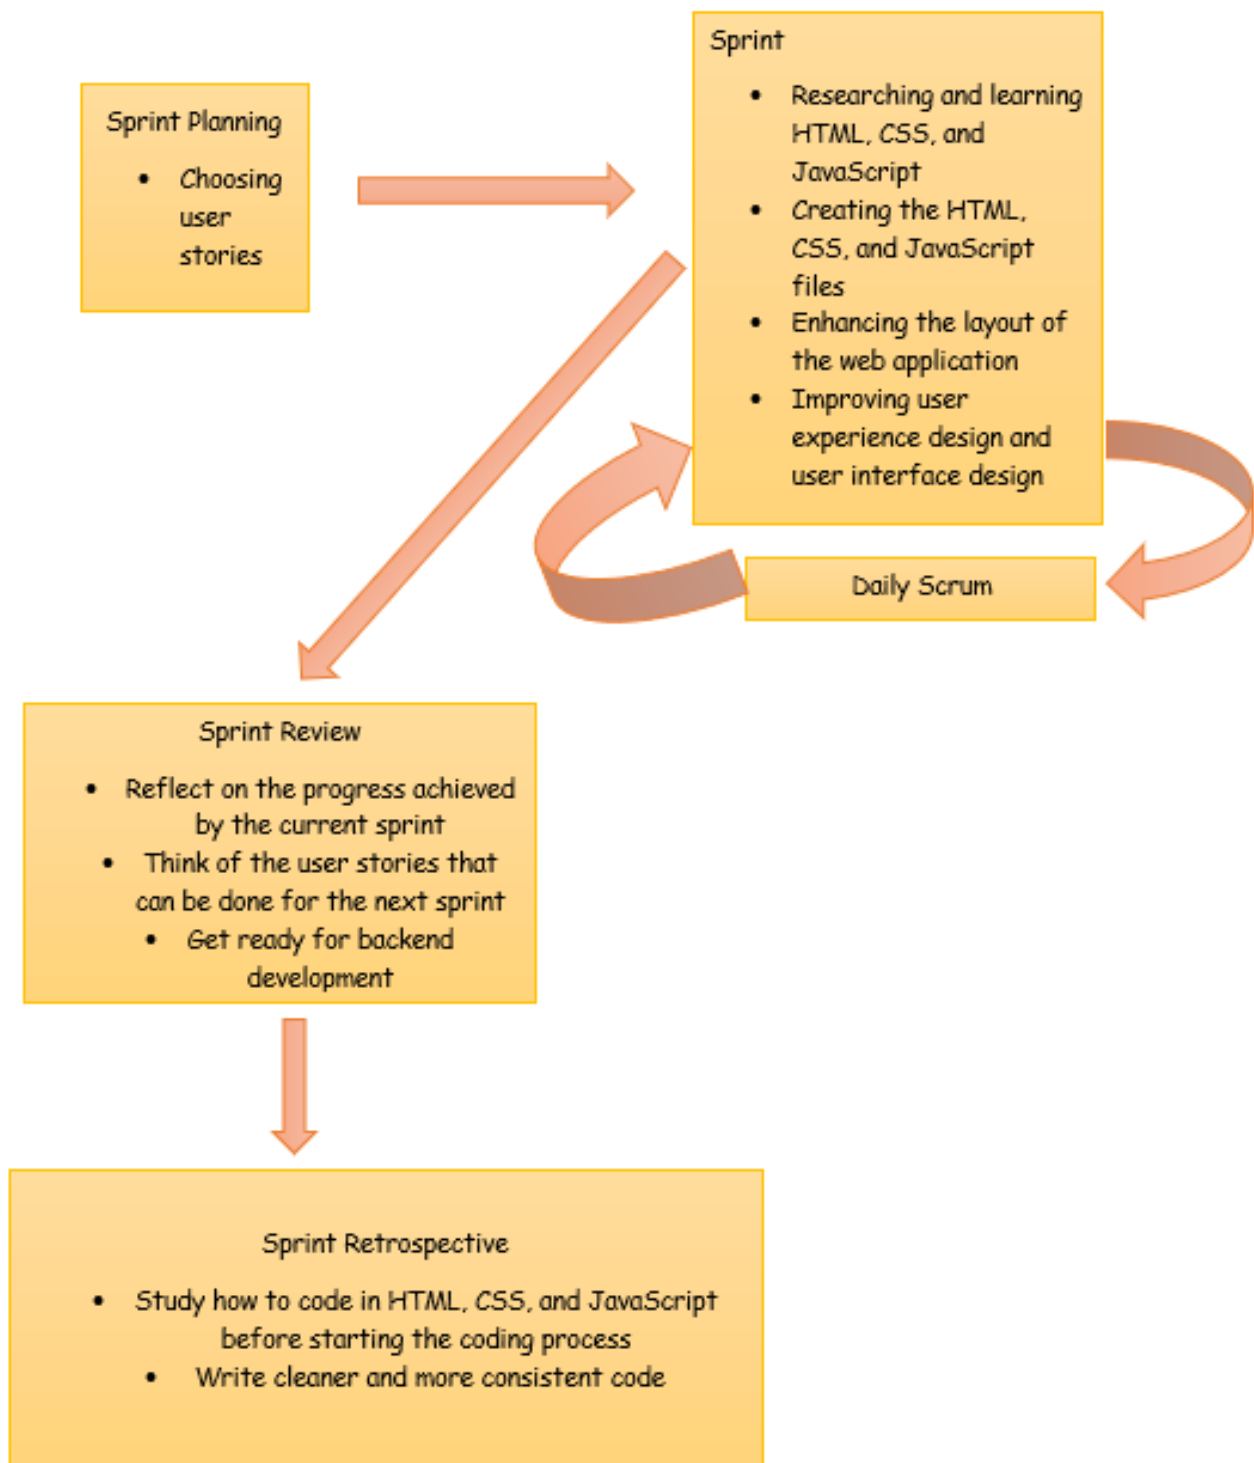 Sprint Planning
• Choosing
user
stories
Sprint
• Researching and learning
HTML, CSS, and
JavaScript
• Creating the HTML,
CSS, and JavaScript
files
• Enhancing the layout of
the web application
• Improving user
experience design and
user interface design
Daily Scrum
Sprint Review
• Reflect on the progress achieved
by the current sprint
• Think of the user stories that
can be done for the next sprint
• Get ready for backend
development
Sprint Retrospective
• Study how to code in HTML, CSS, and JavaScript
before starting the coding process
• Write cleaner and more consistent code